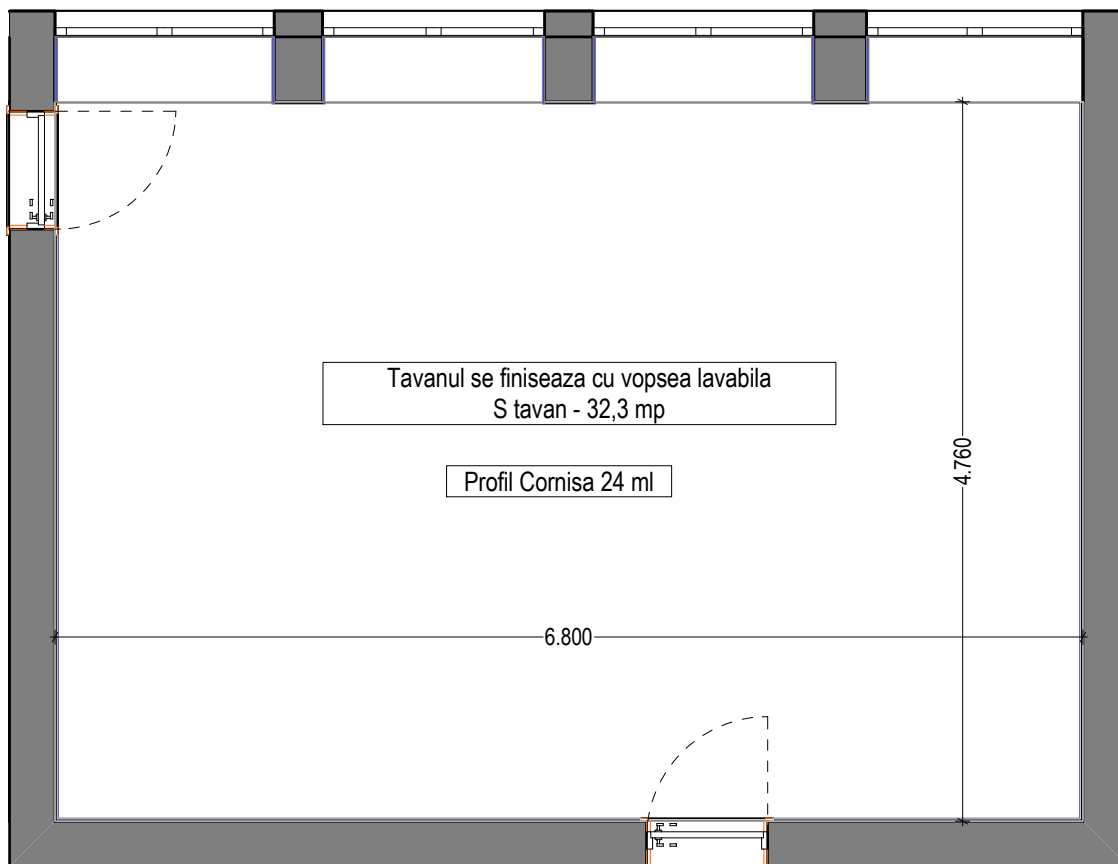 Tavanul se finiseaza cu vopsea lavabila
S tavan - 32,3 mp
Profil Cornisa 24 ml
4.760
6.800